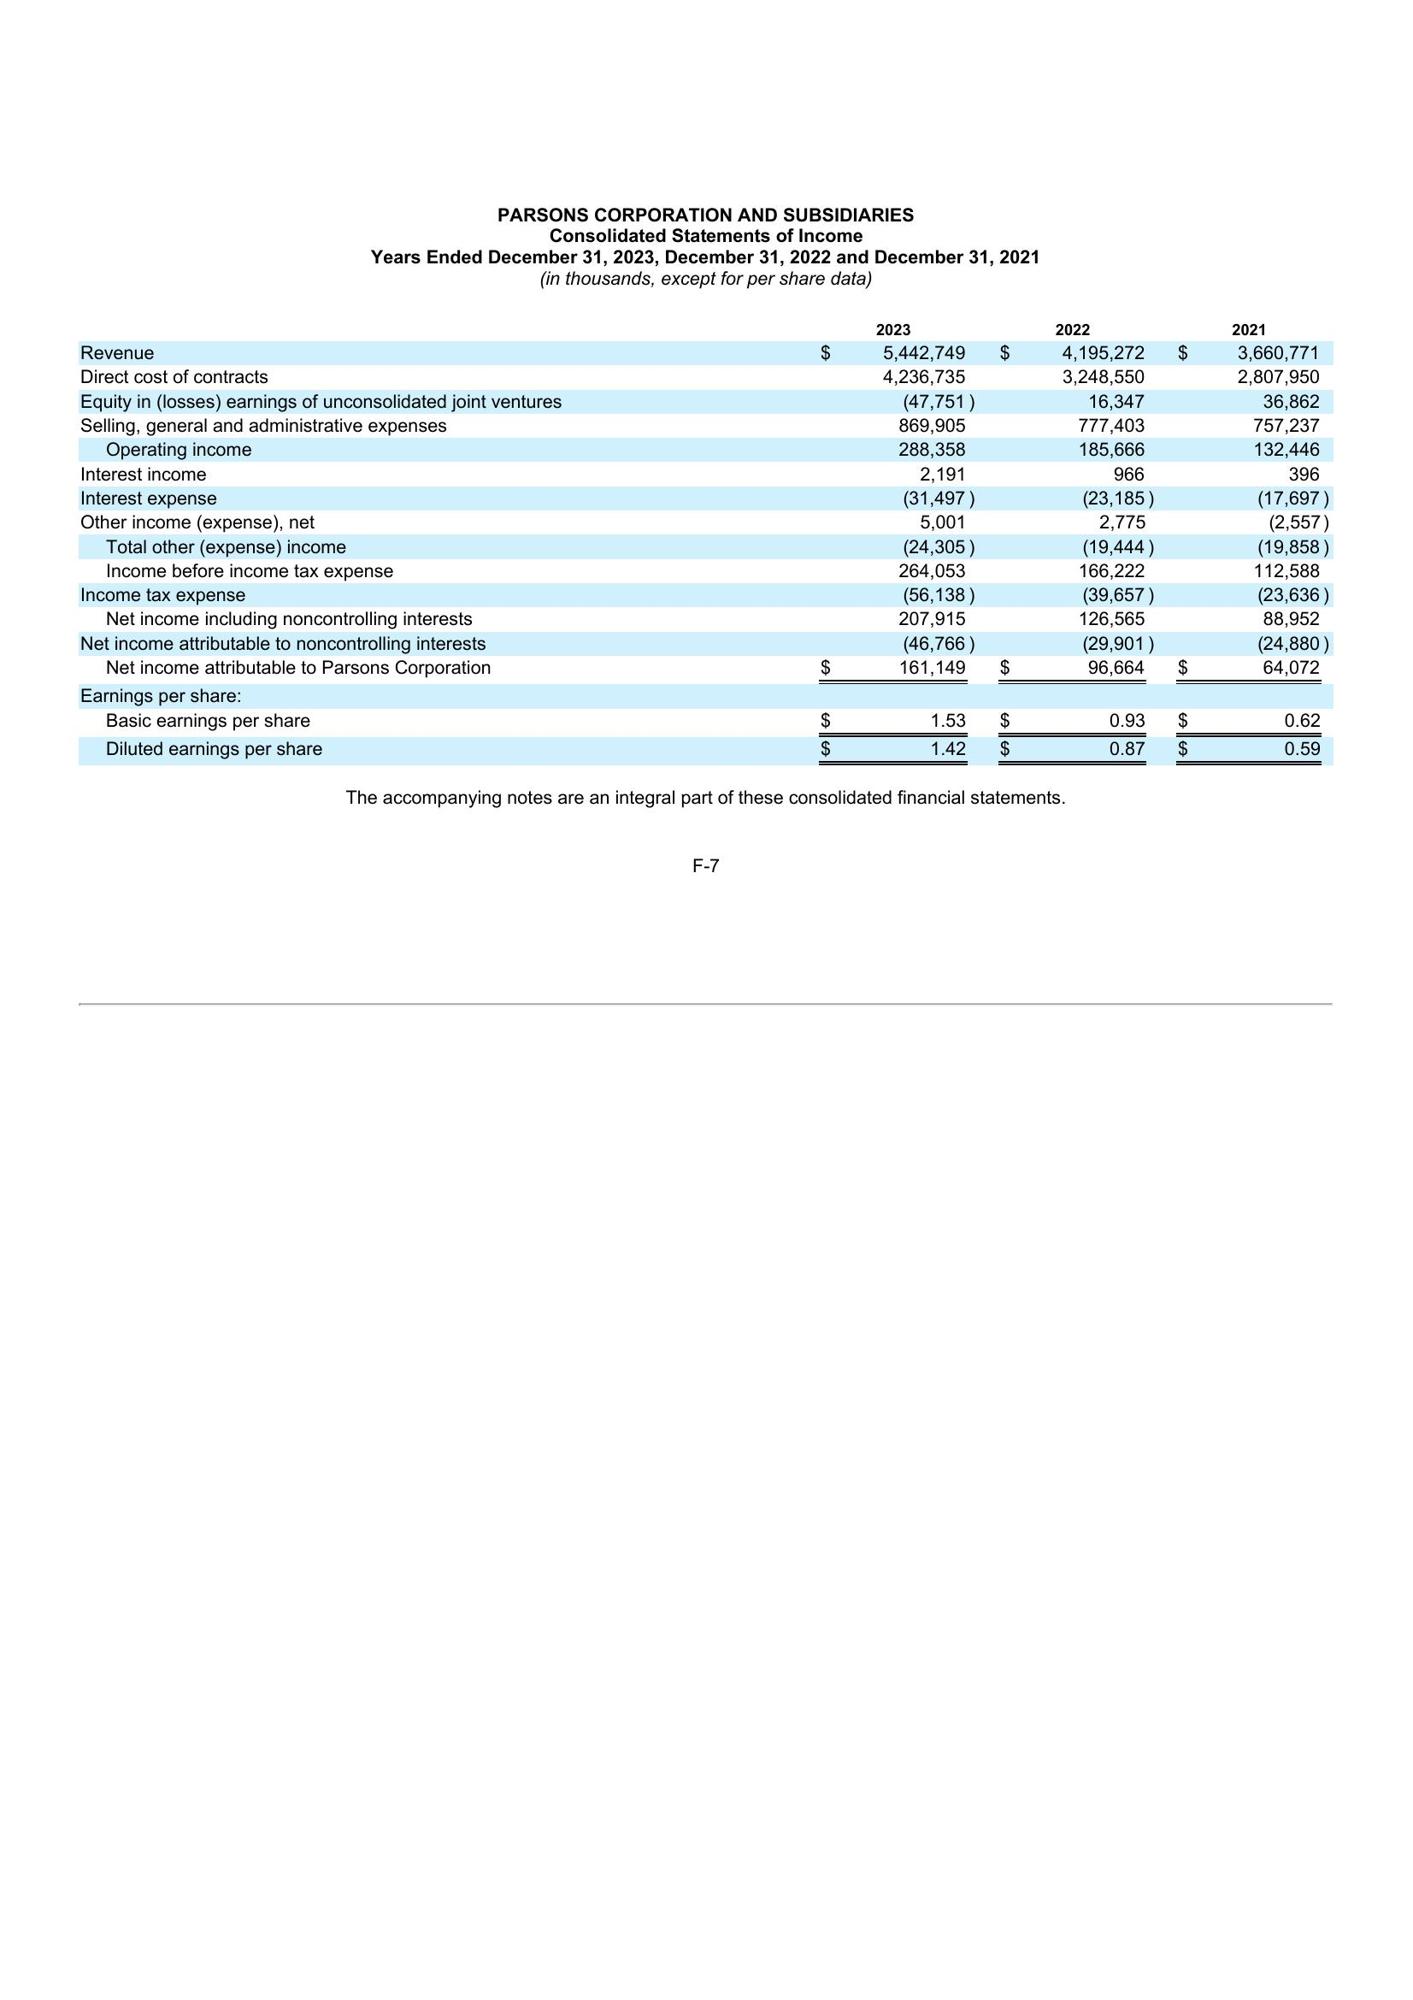 PARSONS CORPORATION AND SUBSIDIARIES
Consolidated Statements of Income
Years Ended December 31, 2023, December 31, 2022 and December 31, 2021
(in thousands, except for per share data)
2023 2022 2021
Revenue $ 5,442,749 $ 4,195,272 $ 3,660,771
Direct cost of contracts 4,236,735 3,248,550 2,807,950
Equity in (losses) earnings of unconsolidated joint ventures (47,751 ) 16,347 36,862
Selling, general and administrative expenses 869,905 777,403 757,237
Operating income 288,358 185,666 132,446
Interest income 2,191 966 396
Interest expense (31,497 ) (23,185 ) (17,697 )
Other income (expense), net 5,001 2,775 (2,557 )
Total other (expense) income (24,305 ) (19,444 ) (19,858 )
Income before income tax expense 264,053 166,222 112,588
Income tax expense (56,138 ) (39,657 ) (23,636 )
Net income including noncontrolling interests 207,915 126,565 88,952
Net income attributable to noncontrolling interests (46,766 ) (29,901 ) (24,880 )
Net income attributable to Parsons Corporation $ 161,149 $ 96,664 $ 64,072
Earnings per share:
Basic earnings per share $ 1.53 $ 0.93 $ 0.62
Diluted earnings per share $ 1.42 $ 0.87 $ 0.59
The accompanying notes are an integral part of these consolidated financial statements.
F-7